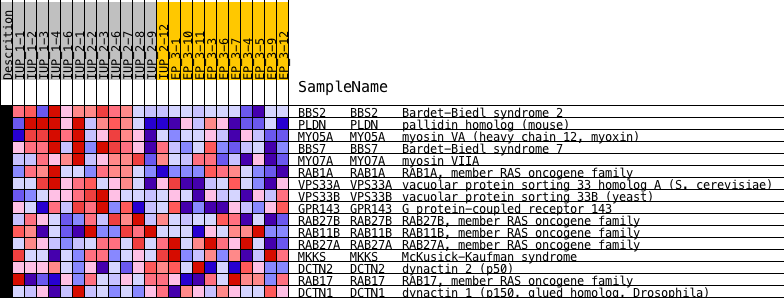 Descrition
IUP_1-1
IUP_1-2
IUP_1-3
IUP_1-4
IUP_1-6
IUP_2-1
IUP_2-2
IUP_2-3
IUP_2-6
IUP_2-7
IUP_2-8
IUP_2-9
IUP_2-12
EP_3-1
EP_3-10
EP_3-11
EP_3-3
EP_3-6
EP_3-7
EP_3-4
EP_3-5
EP_3-9
EP_3-12
SampleName
BBS2 BBS2 Bardet-Biedl syndrome 2
PLDN PLDN pallidin homolog (mouse)
MYO5A MYO5A myosin VA (heavy chain 12, myoxin)
BBS7 BBS7 Bardet-Biedl syndrome 7
MYO7A MYO7A myosin VIIA
RAB1A RAB1A RAB1A, member RAS oncogene family
VPS33A VPS33A vacuolar protein sorting 33 homolog A (S. cerevisiae)
VPS33B VPS33B vacuolar protein sorting 33B (yeast)
GPR143 GPR143 G protein-coupled receptor 143
RAB27B RAB27B RAB27B, member RAS oncogene family
RAB11B RAB11B RAB11B, member RAS oncogene family
RAB27A RAB27A RAB27A, member RAS oncogene family
MKKS MKKS McKusick-Kaufman syndrome
DCTN2 DCTN2 dynactin 2 (p50)
RAB17 RAB17 RAB17, member RAS oncogene family
DCTN1 DCTN1 dynactin 1 (p150, glued homolog, Drosophila)